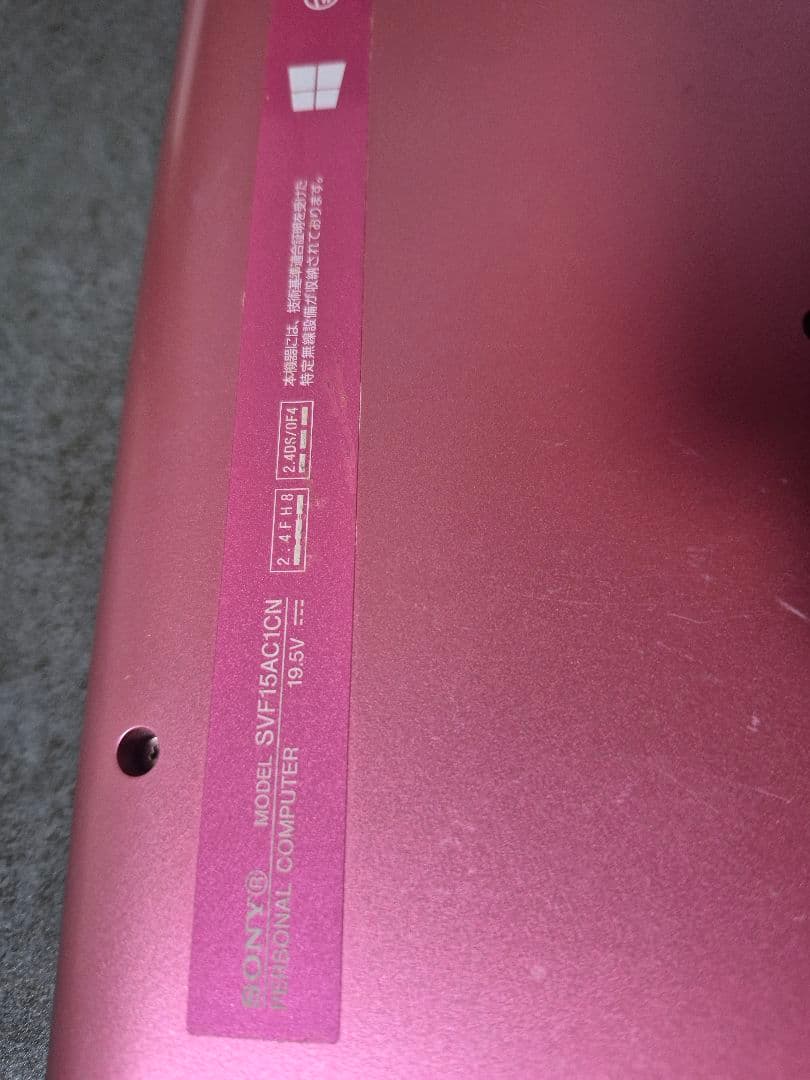 SONY® MODEL SVF15AC1CN
PERSONAL COMPUTER 19.5V
2.4FH8
2.4DS/OF4
本機器には、技術基準適合証明を受けた
特定無線設備が収納されております。